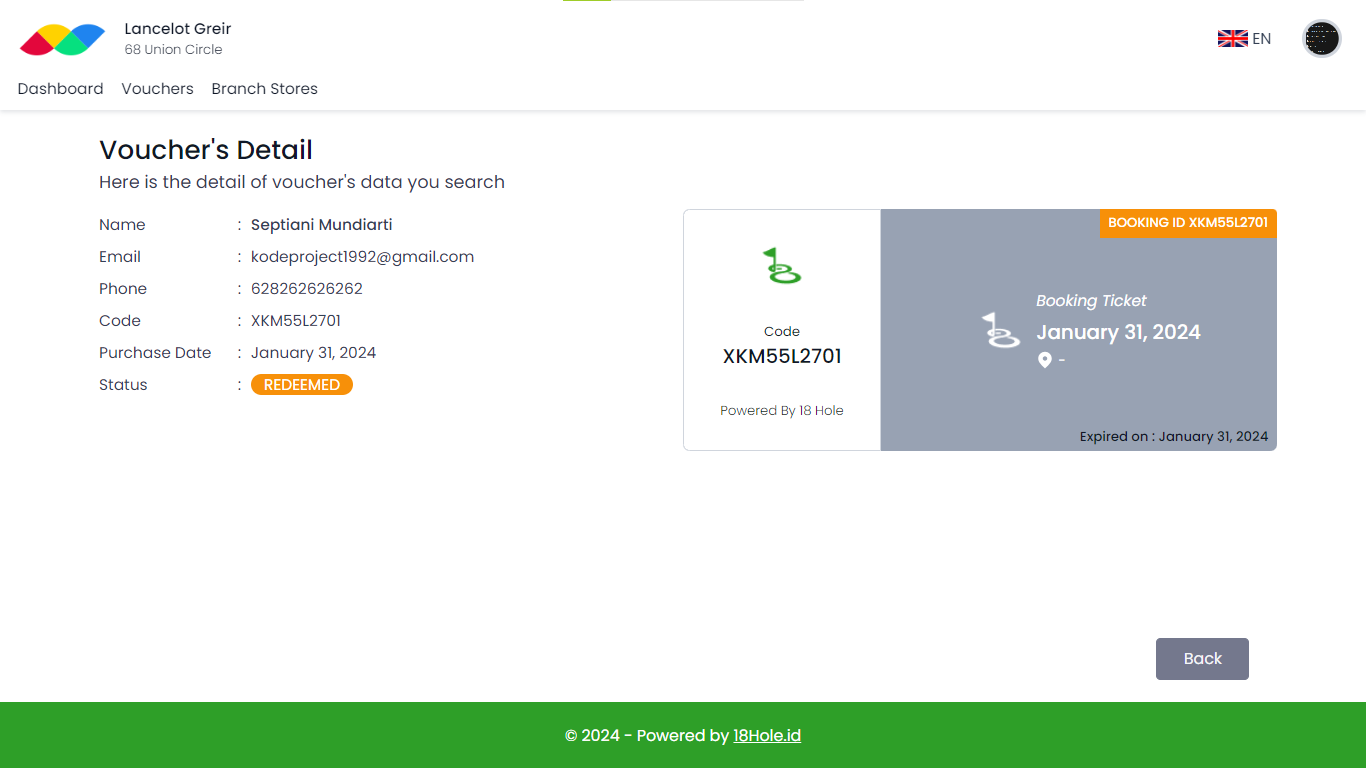 Lancelot Greir
68 Union Circle
EN
Dashboard Vouchers Branch Stores
Voucher's Detail
Here is the detail of voucher's data you search
Name : Septiani Mundiarti
Email : kodeproject1992@gmail.com
Phone : 628262626262
Code : XKM55L2701
Purchase Date : January 31, 2024
Status : REDEEMED
Code
XKM55L2701
Powered By 18 Hole
BOOKING ID XKM55L2701
Booking Ticket
January 31, 2024
-
Expired on : January 31, 2024
Back
© 2024 - Powered by 18Hole.id